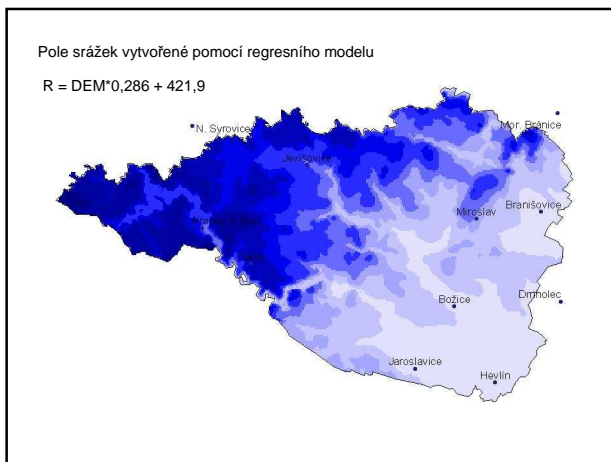 Pole srážek vytvořené pomocí regresního modelu
R = DEM*0,286 + 421,9
N. Syrovice
Mor. Bránice
Jevišovice
Miroslav
Branišovice
Božice
Drnholec
Jaroslavice
Hevlín